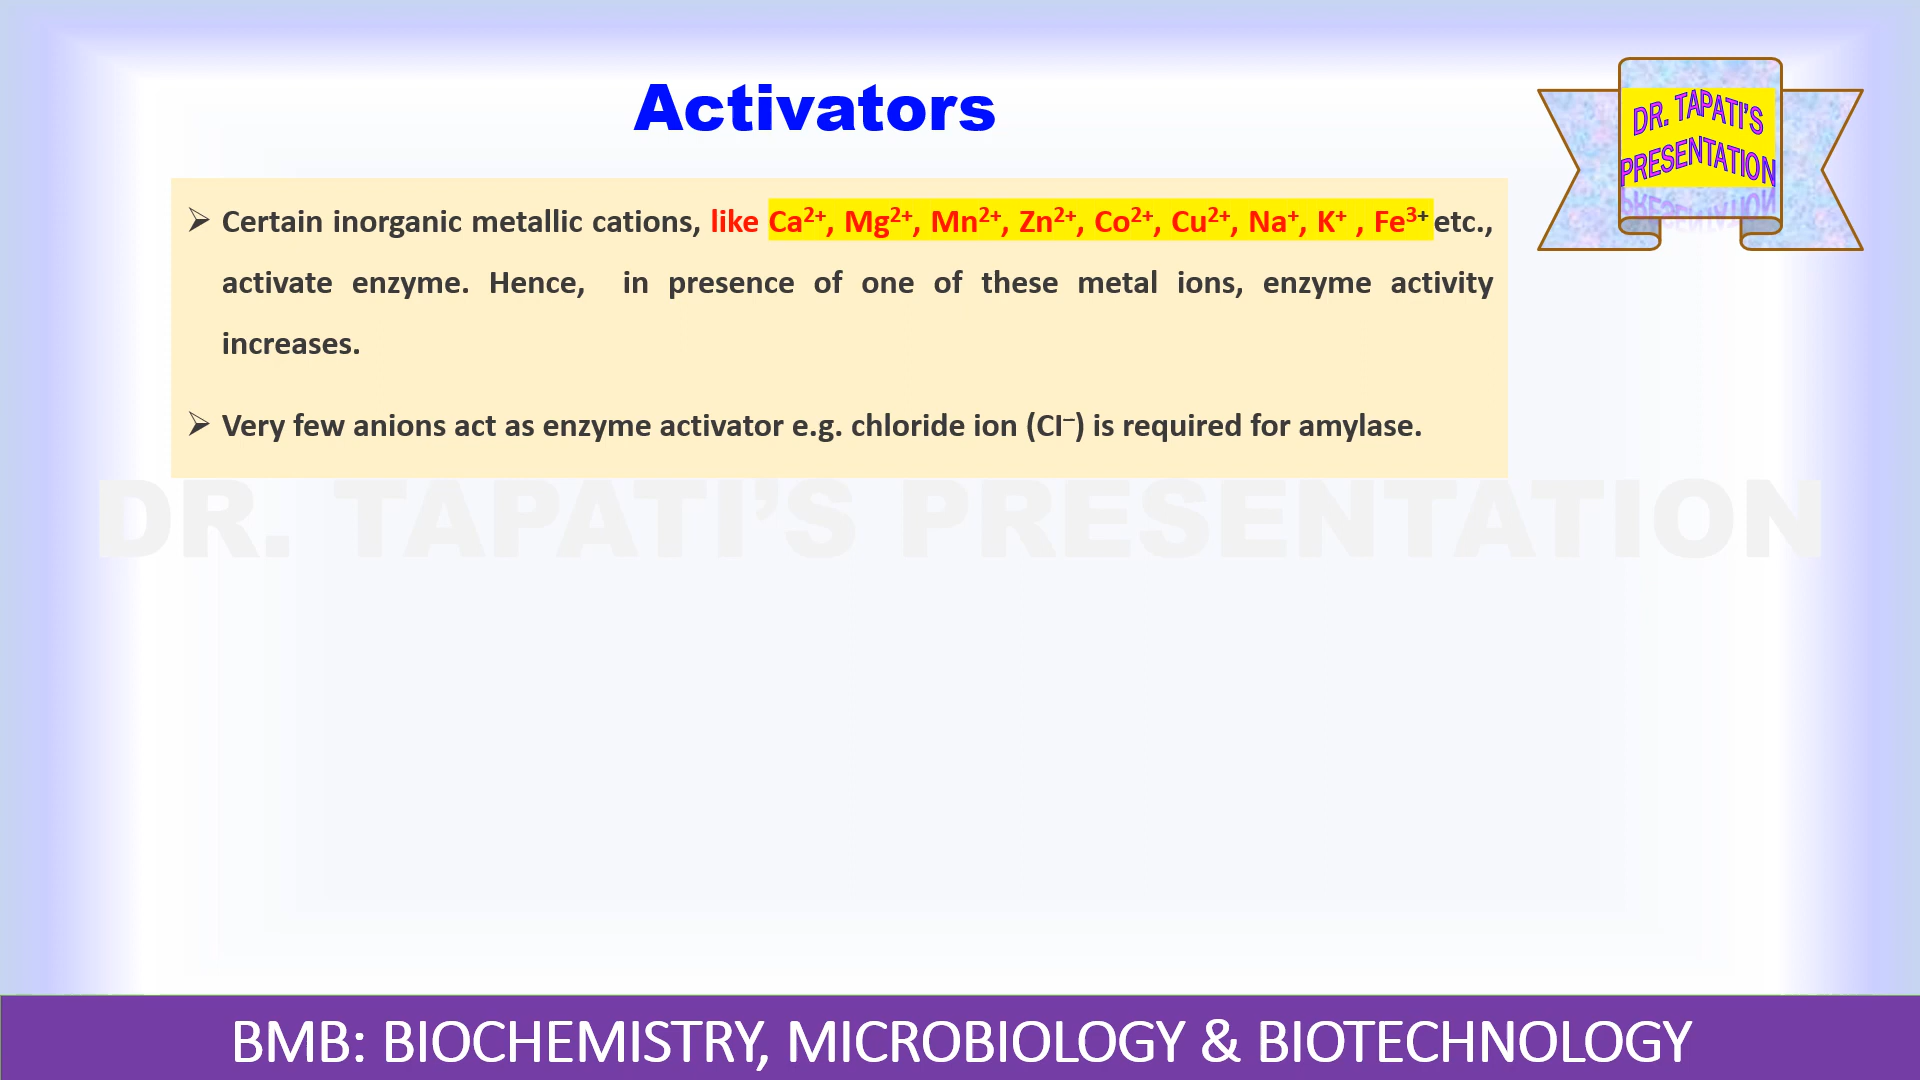 Activators
DR. TAPATI'S
PRESENTATION
➢ Certain inorganic metallic cations, like Ca²⁺, Mg²⁺, Mn²⁺, Zn²⁺, Co²⁺, Cu²⁺, Na⁺, K⁺ , Fe³⁺ etc.,
activate enzyme. Hence, in presence of one of these metal ions, enzyme activity
increases.
➢ Very few anions act as enzyme activator e.g. chloride ion (CI⁻) is required for amylase.
DR. TAPATI’S PRESENTATION
BMB: BIOCHEMISTRY, MICROBIOLOGY & BIOTECHNOLOGY